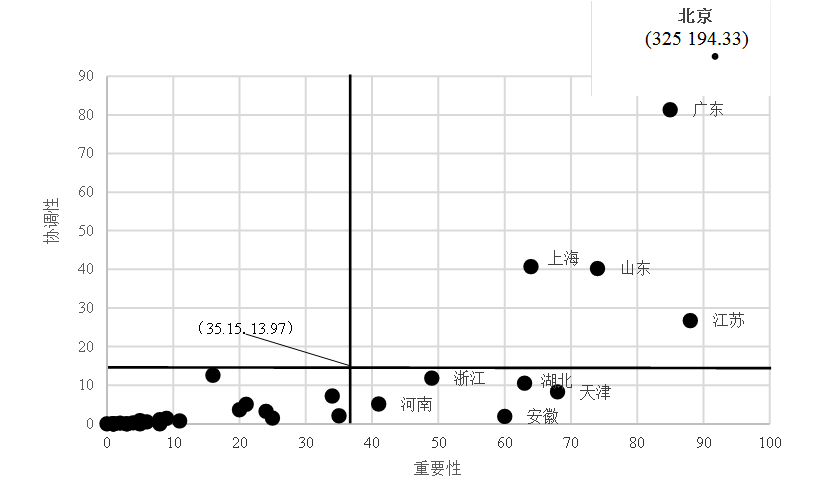 北京
(325 194.33)
90
广东
80
70
60
50
协调性
上海
山东
40
30
江苏
（35.15, 13.97）
20
浙江
湖北
天津
10
河南
安徽
0
0 10 20 30 40 50 60 70 80 90 100
重要性